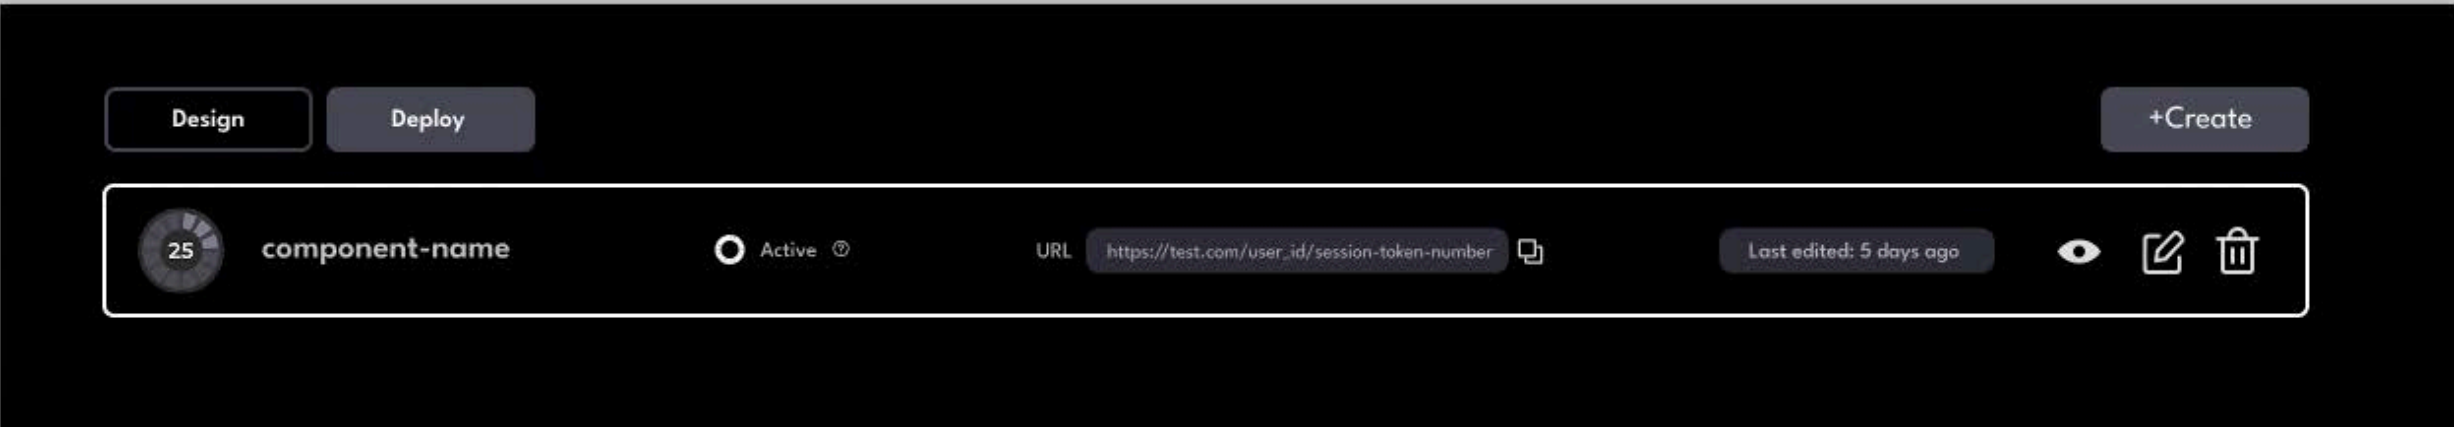 Design
Deploy
+Create
25
component-name
Active
?
URL
https://test.com/user_id/session-token-number
Last edited: 5 days ago